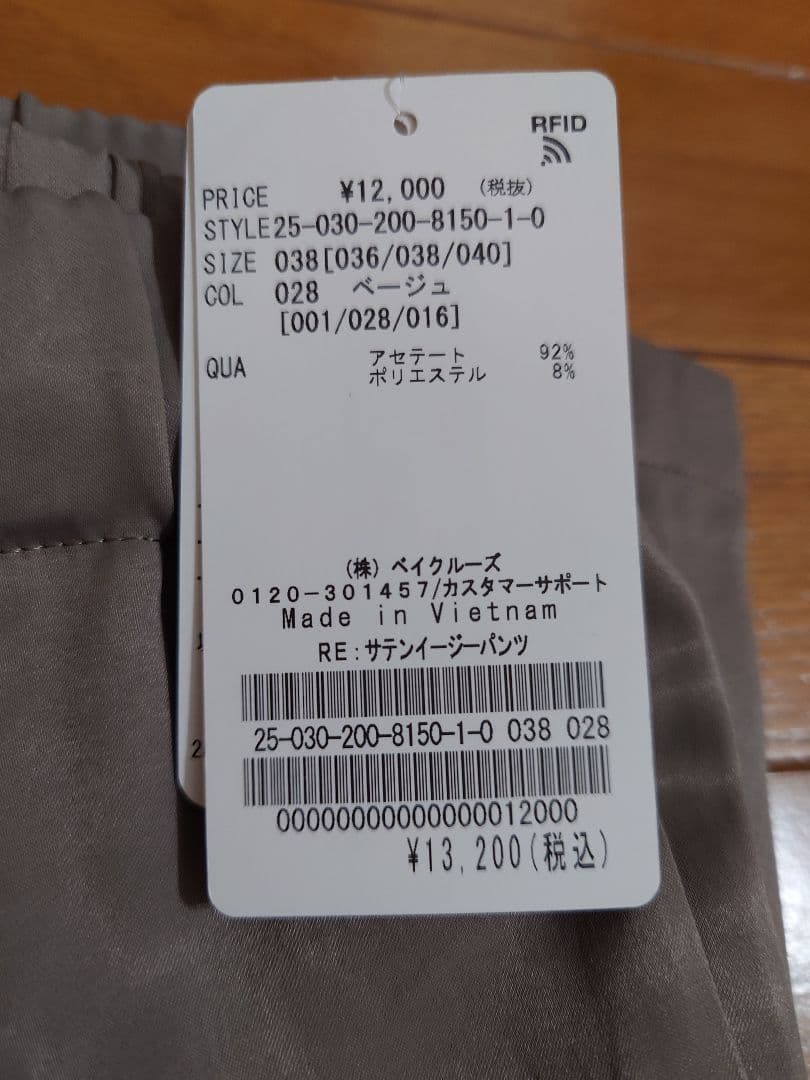 RFID
PRICE ¥12,000 (税抜)
STYLE 25-030-200-8150-1-0
SIZE 038[036/038/040]
COL 028 ベージュ
[001/028/016]
QUA アセテート 92%
ポリエステル 8%
(株)ベイクルーズ
0120-301457/カスタマーサポート
Made in Vietnam
RE:サテンイージーパンツ
25-030-200-8150-1-0 038 028
00000000000000012000
¥13,200(税込)
2